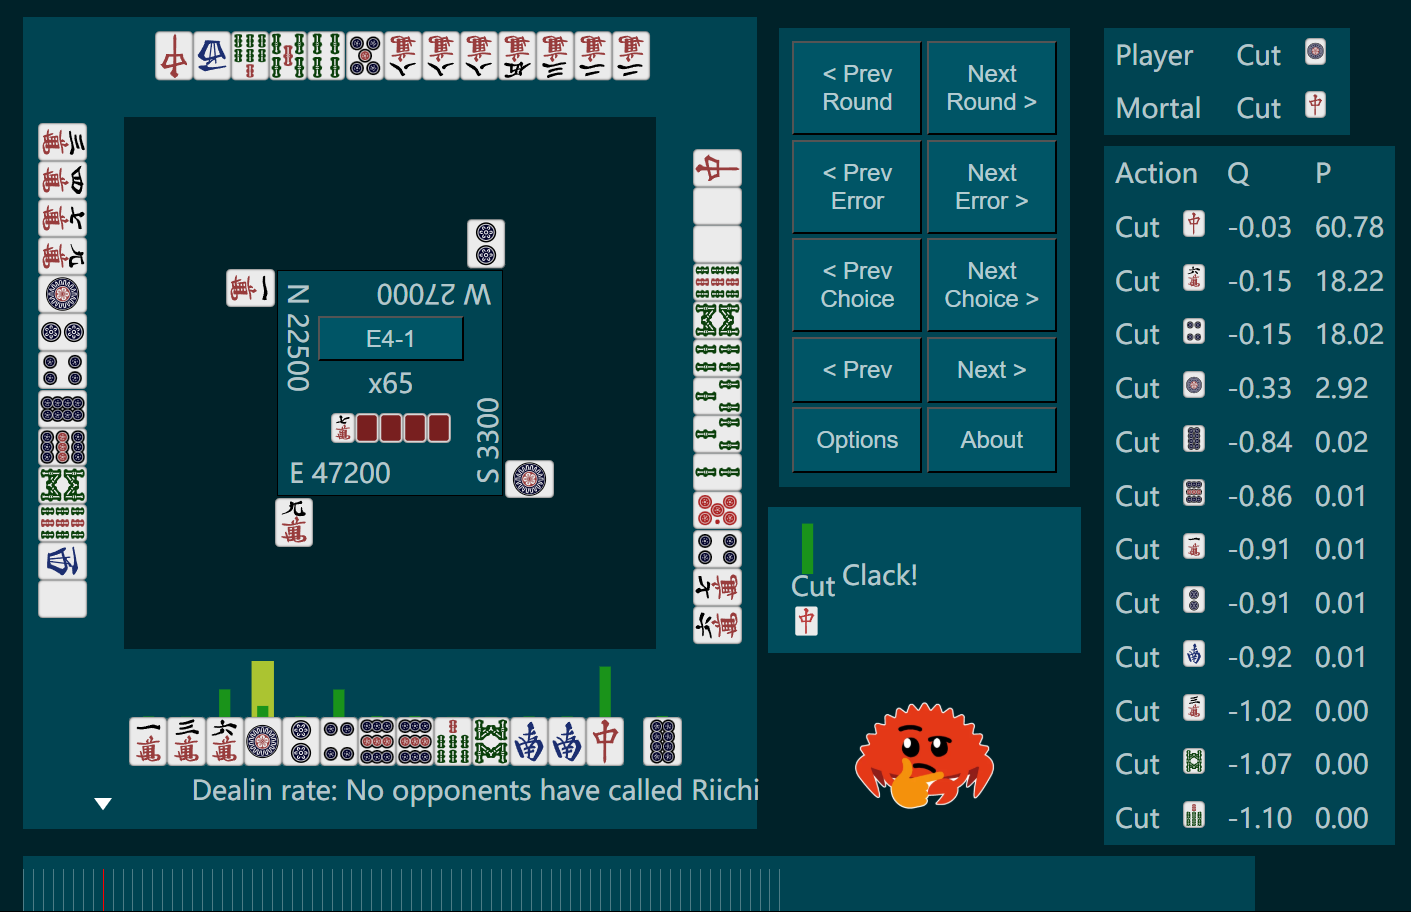 W 27000
N 22500
E4-1
x65
S 3300
E 47200
Dealin rate: No opponents have called Riichi
< Prev
Round
Next
Round >
< Prev
Error
Next
Error >
< Prev
Choice
Next
Choice >
< Prev
Next >
Options
About
Cut
Clack!
Player Cut
Mortal Cut
Action Q P
Cut -0.03 60.78
Cut -0.15 18.22
Cut -0.15 18.02
Cut -0.33 2.92
Cut -0.84 0.02
Cut -0.86 0.01
Cut -0.91 0.01
Cut -0.91 0.01
Cut -0.92 0.01
Cut -1.02 0.00
Cut -1.07 0.00
Cut -1.10 0.00